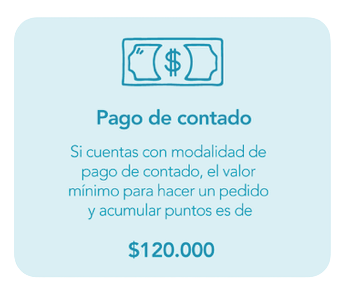 $
Pago de contado
Si cuentas con modalidad de
pago de contado, el valor
mínimo para hacer un pedido
y acumular puntos es de
$120.000